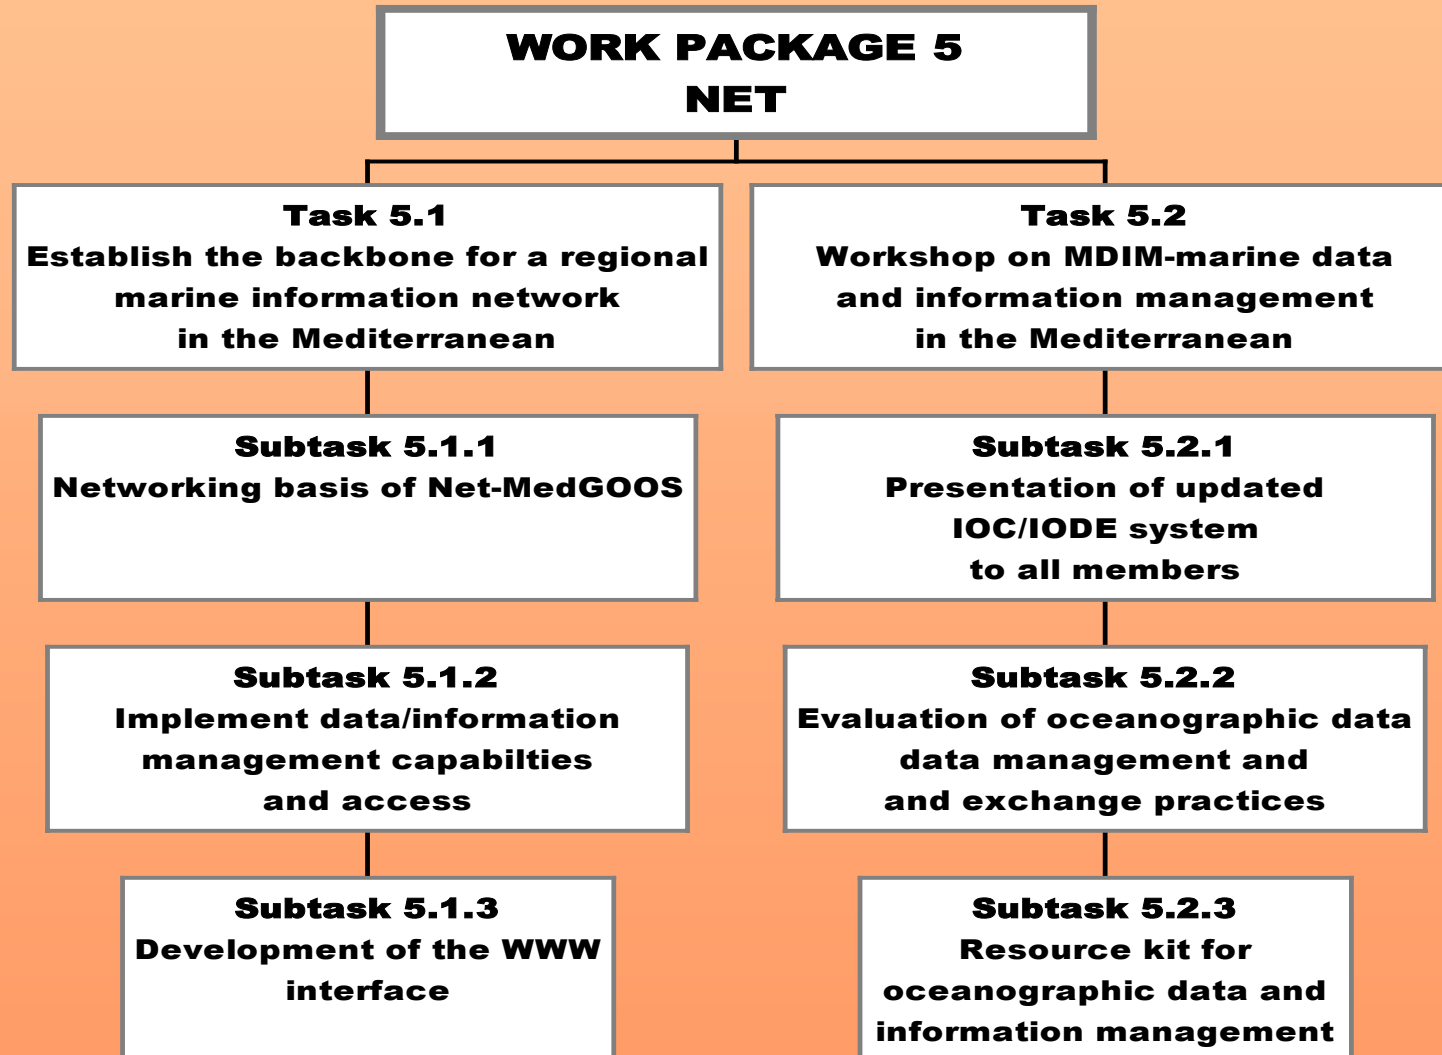 WORK PACKAGE 5
NET
Task 5.1
Establish the backbone for a regional
marine information network
in the Mediterranean
Task 5.2
Workshop on MDIM-marine data
and information management
in the Mediterranean
Subtask 5.1.1
Networking basis of Net-MedGOOS
Subtask 5.2.1
Presentation of updated
IOC/IODE system
to all members
Subtask 5.1.2
Implement data/information
management capabilties
and access
Subtask 5.2.2
Evaluation of oceanographic data
data management and
and exchange practices
Subtask 5.1.3
Development of the WWW
interface
Subtask 5.2.3
Resource kit for
oceanographic data and
information management